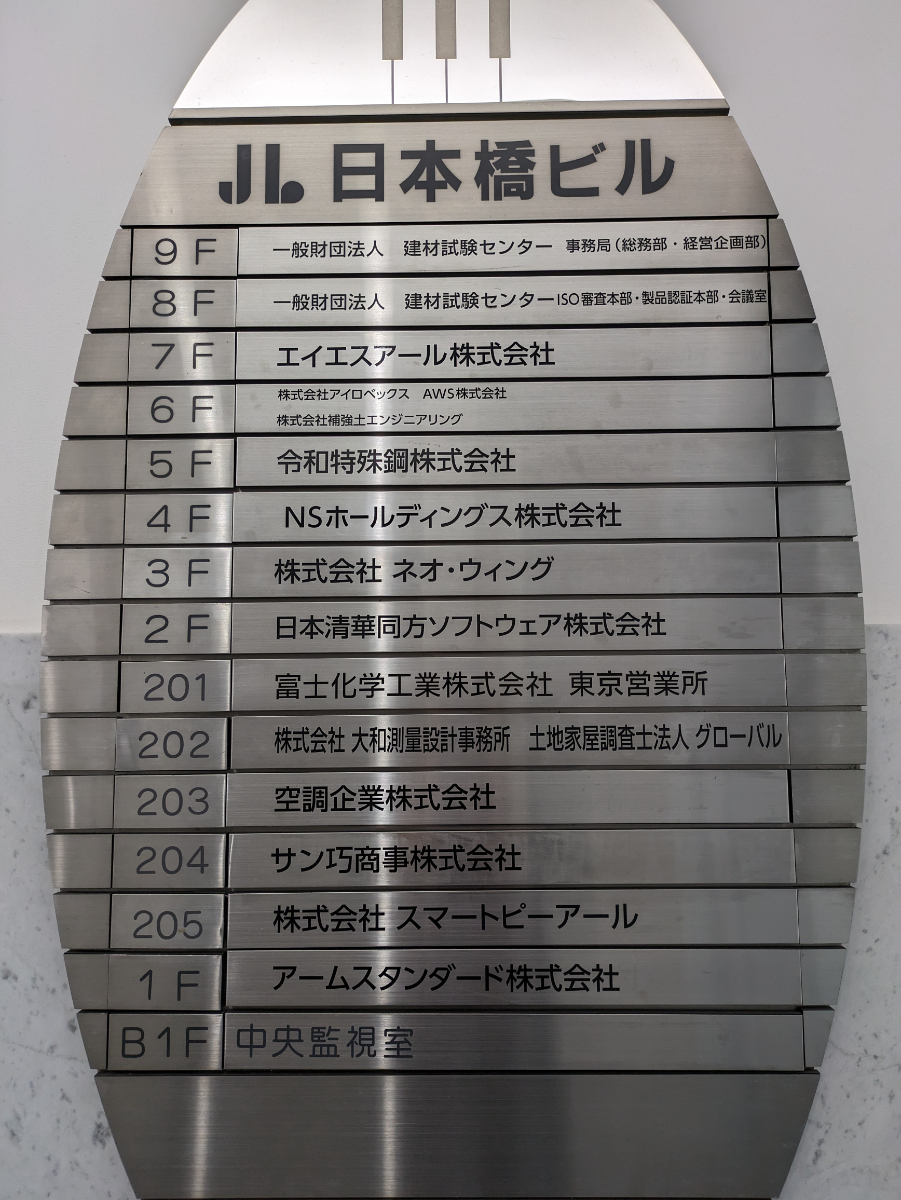 JL 日本橋ビル
9F 一般財団法人 建材試験センター 事務局(総務部・経営企画部)
8F 一般財団法人 建材試験センターISO審査本部・製品認証本部・会議室
7F エイエスアール株式会社
6F 株式会社アイロベックス AWS株式会社
株式会社補強土エンジニアリング
5F 令和特殊鋼株式会社
4F NSホールディングス株式会社
3F 株式会社 ネオ・ウィング
2F 日本清華同方ソフトウェア株式会社
201 富士化学工業株式会社 東京営業所
202 株式会社 大和測量設計事務所 土地家屋調査士法人 グローバル
203 空調企業株式会社
204 サン巧商事株式会社
205 株式会社 スマートピーアール
1F アームスタンダード株式会社
B1F 中央監視室